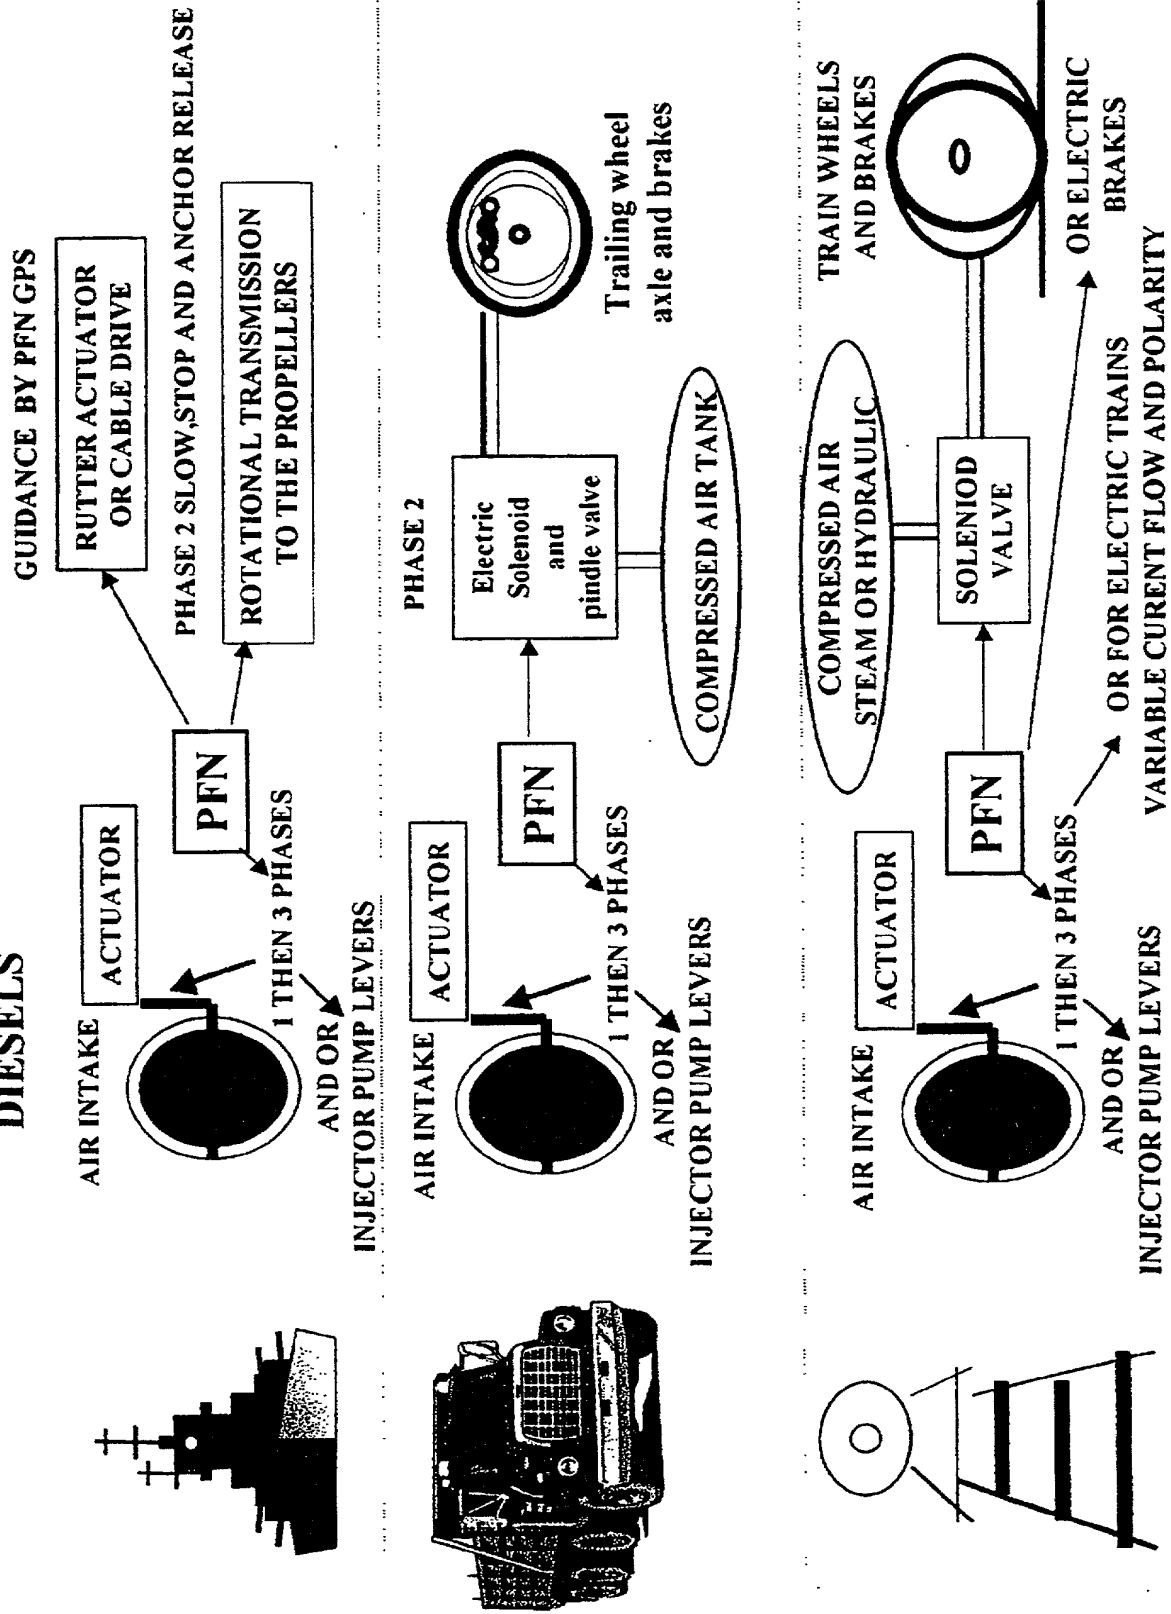 DIESELS
GUIDANCE BY PFN GPS
AIR INTAKE
ACTUATOR
RUTTER ACTUATOR
OR CABLE DRIVE
PFN
PHASE 2 SLOW,STOP AND ANCHOR RELEASE
ROTATIONAL TRANSMISSION
TO THE PROPELLERS
1 THEN 3 PHASES
AND OR
INJECTOR PUMP LEVERS
AIR INTAKE
ACTUATOR
PHASE 2
PFN
Electric
Solenoid
and
pindle valve
Trailing wheel
axle and brakes
1 THEN 3 PHASES
AND OR
INJECTOR PUMP LEVERS
COMPRESSED AIR TANK
COMPRESSED AIR
STEAM OR HYDRAULIC
TRAIN WHEELS
AND BRAKES
AIR INTAKE
ACTUATOR
PFN
SOLENIOD
VALVE
1 THEN 3 PHASES
OR ELECTRIC
BRAKES
AND OR
INJECTOR PUMP LEVERS
OR FOR ELECTRIC TRAINS
VARIABLE CURENT FLOW AND POLARITY